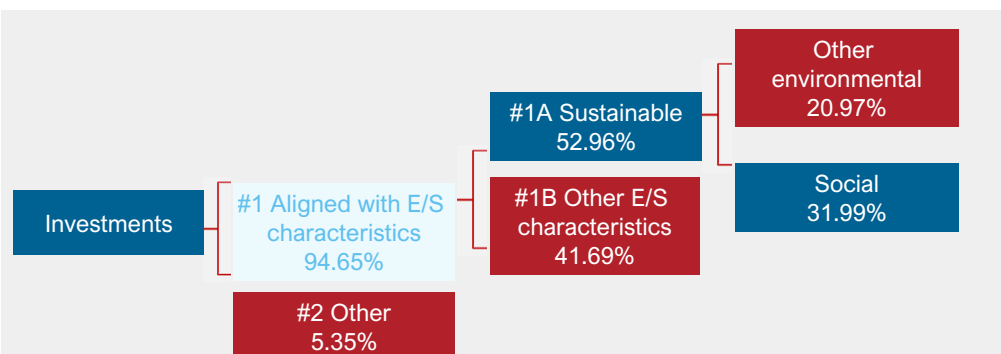 Investments
#1 Aligned with E/S
characteristics
94.65%
#2 Other
5.35%
#1A Sustainable
52.96%
#1B Other E/S
characteristics
41.69%
Other
environmental
20.97%
Social
31.99%